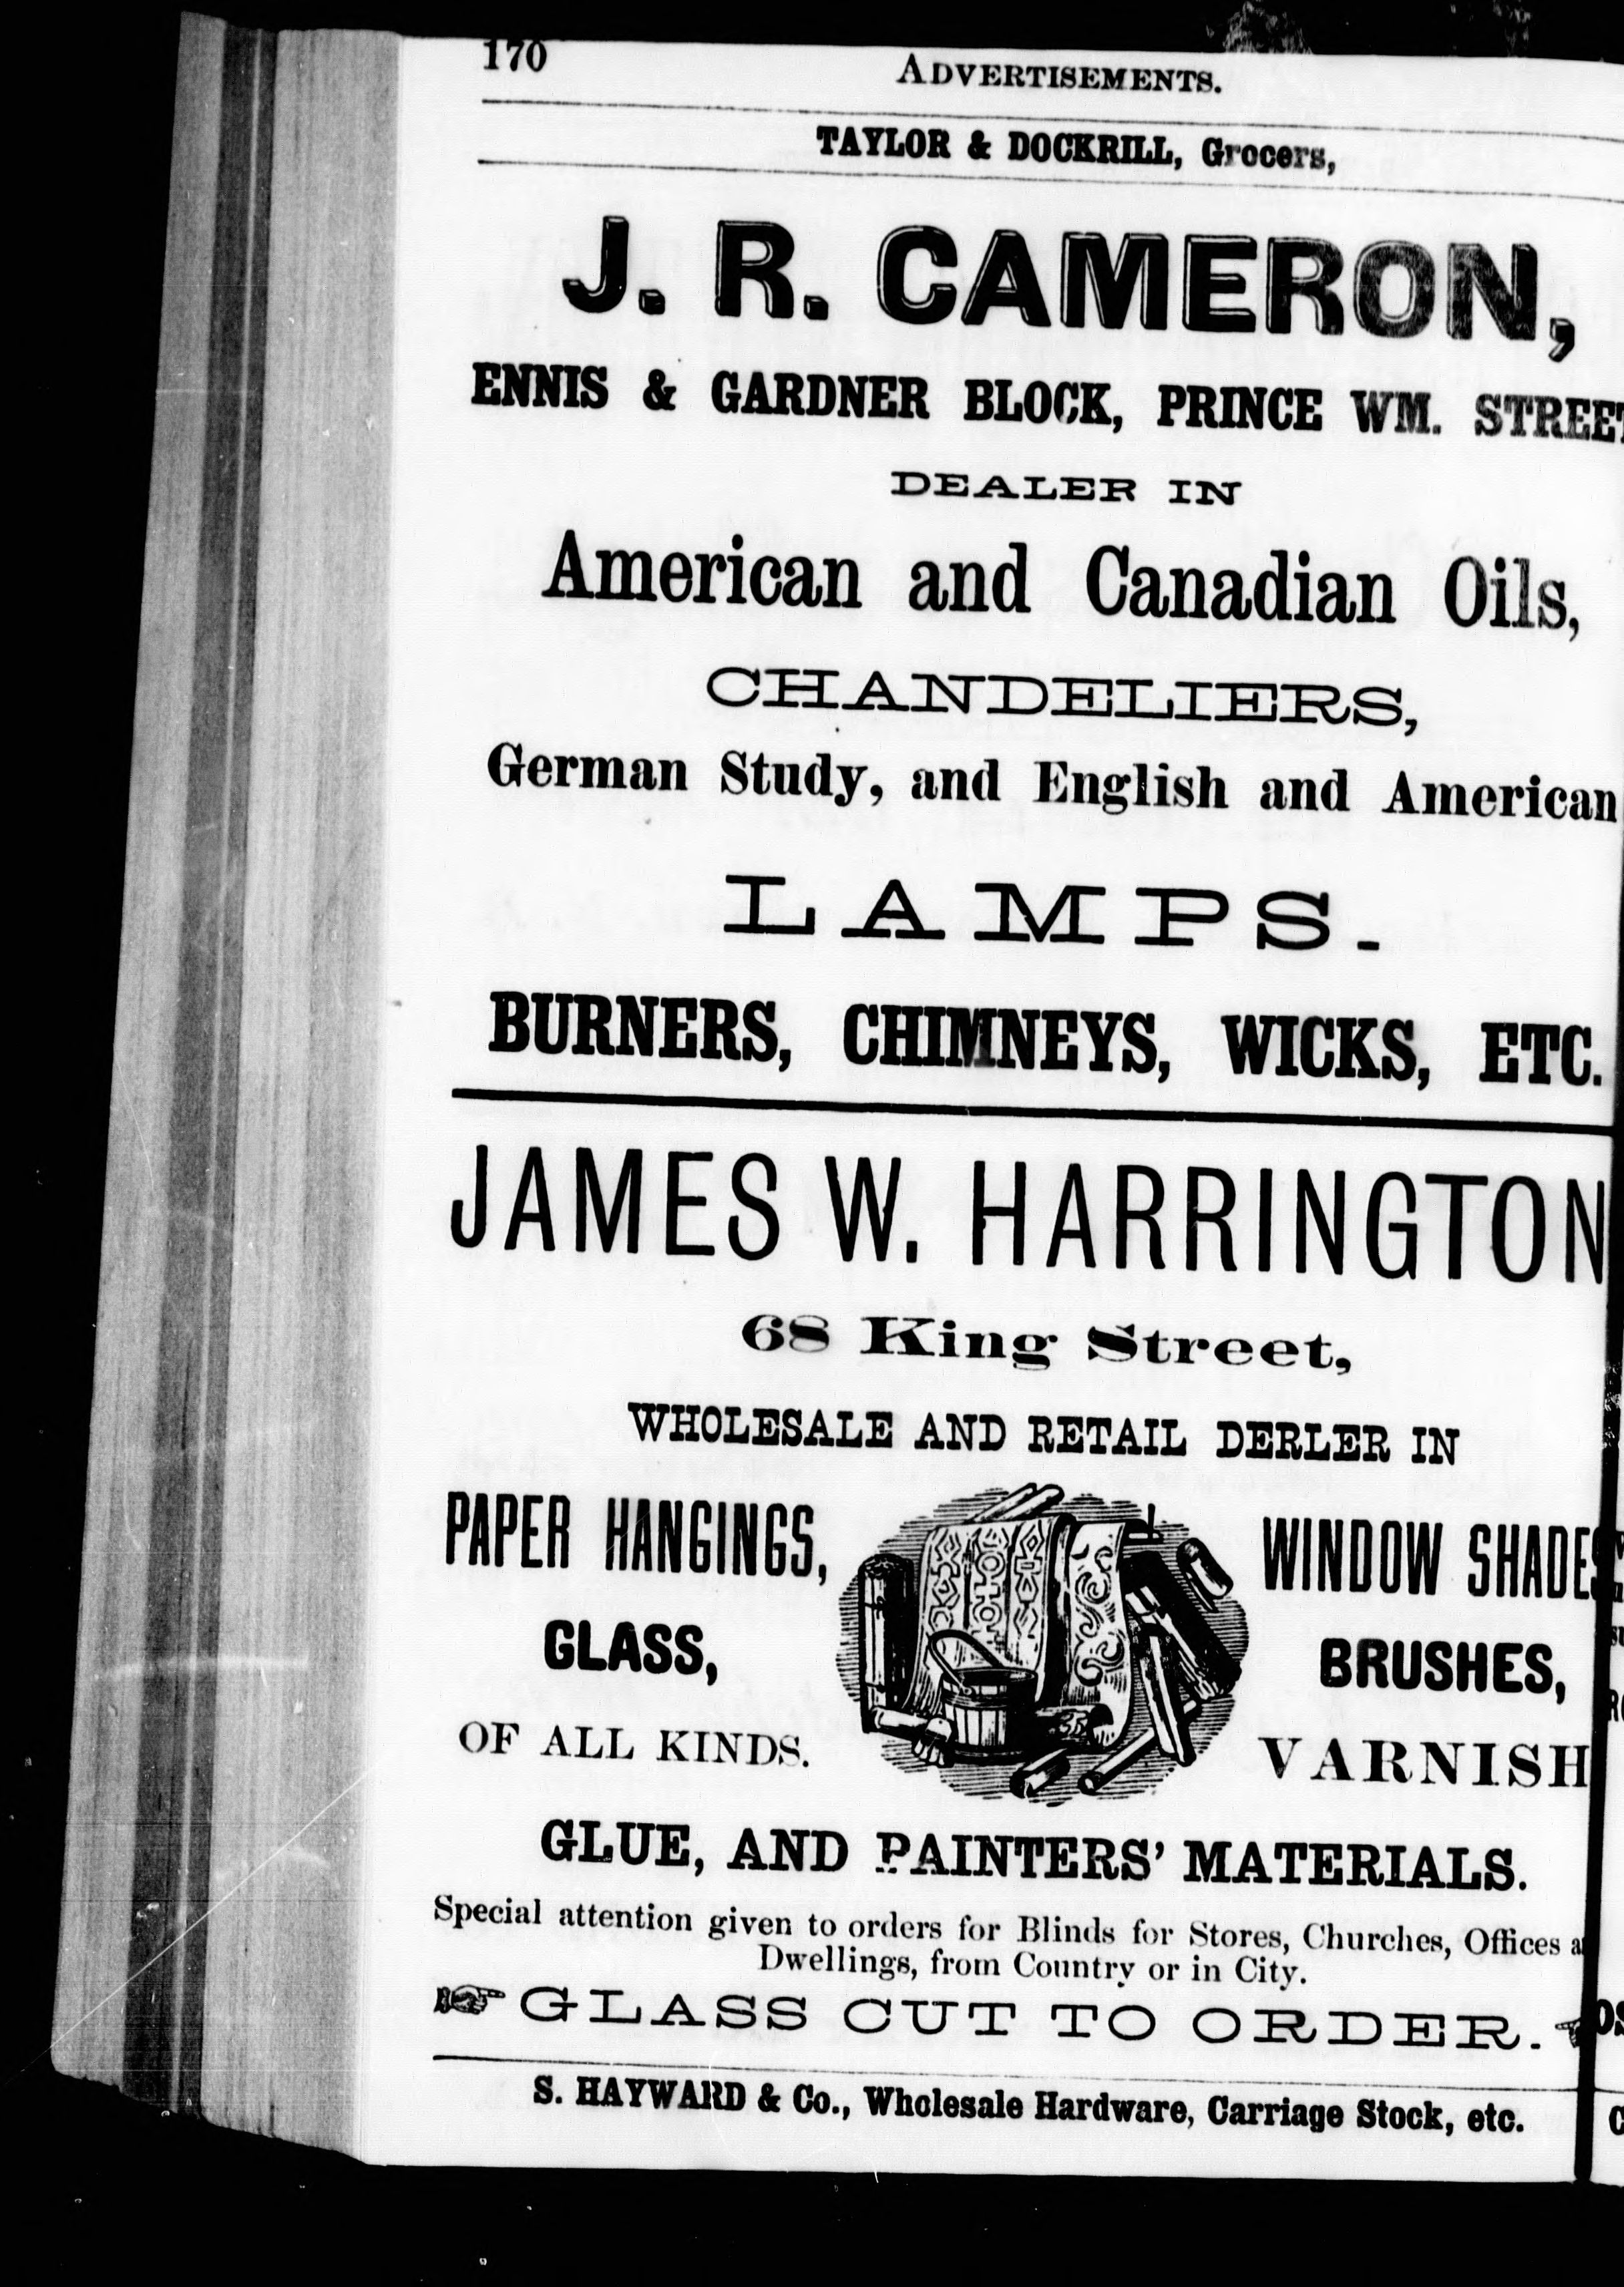 170
ADVERTISEMENTS.
TAYLOR & DOCKRILL, Grocers,
J. R. CAMERON,
ENNIS & GARDNER BLOCK, PRINCE WM. STREET
DEALER IN
American and Canadian Oils,
CHANDELIERS,
German Study, and English and American
LAMPS.
BURNERS, CHIMNEYS, WICKS, ETC.
JAMES W. HARRINGTON
68 King Street,
WHOLESALE AND RETAIL DERLER IN
PAPER HANGINGS,
GLASS,
OF ALL KINDS.
WINDOW SHADES
BRUSHES,
VARNISH
GLUE, AND PAINTERS' MATERIALS.
Special attention given to orders for Blinds for Stores, Churches, Offices
Dwellings, from Country or in City.
GLASS CUT TO ORDER.
S. HAYWARD & Co., Wholesale Hardware, Carriage Stock, etc.